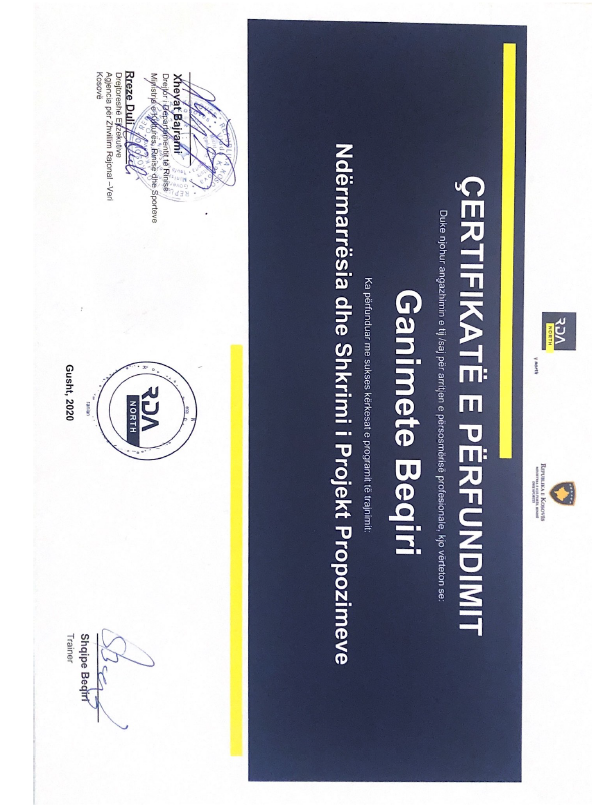 RDA
NORTH
REPUBLIKA E KOSOVËS
ÇERTIFIKATË E PËRFUNDIMIT
Duke njohur angazhimin e tij /saj për arritjen e përsosmërisë profesionale, kjo vërteton se:
Ganimete Beqiri
Ka përfunduar me sukses kërkesat e programit të trajnimit:
Ndërmarrësia dhe Shkrimi i Projekt Propozimeve
Xhevat Bajrami
Drejtor i Departamentit të Rinisë
Ministria e Kulturës, Rinisë dhe Sporteve
Rreze Duli
Drejtoreshë Ekzekutive
Agjencia për Zhvillim Rajonal –Veri
Kosovë
RDA
NORTH
Gusht, 2020
Shqipe Beqiri
Trainer